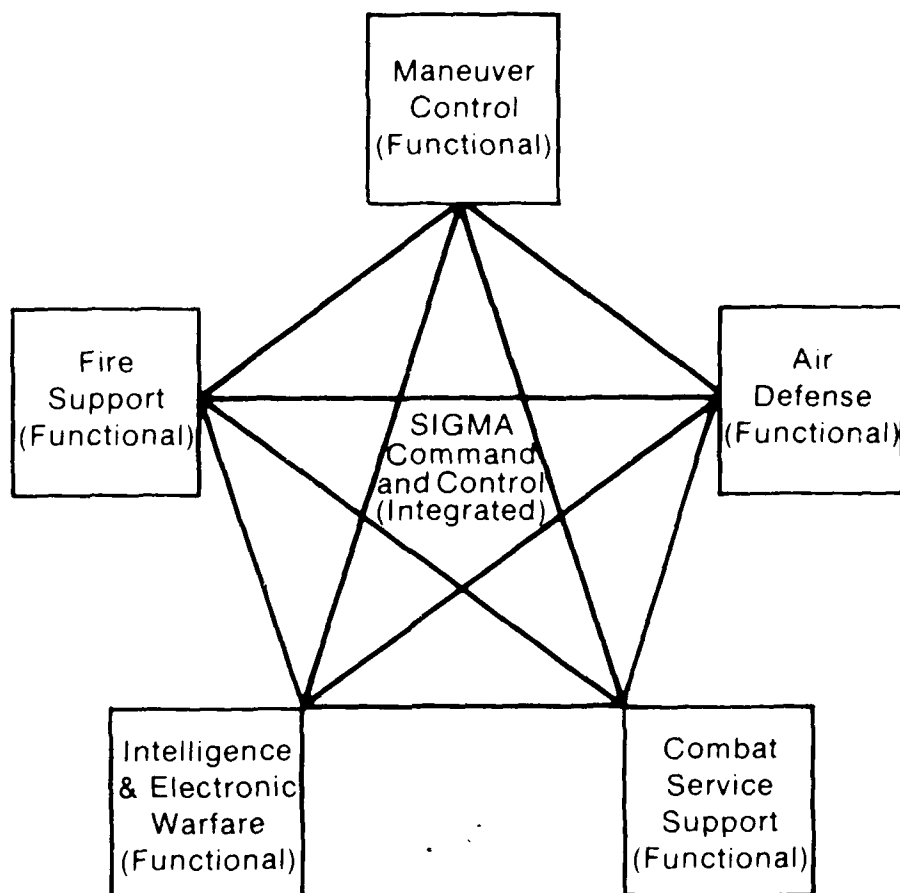 Maneuver
Control
(Functional)
Fire
Support
(Functional)
Air
Defense
(Functional)
SIGMA
Command
and Control
(Integrated)
Intelligence
& Electronic
Warfare
(Functional)
Combat
Service
Support
(Functional)